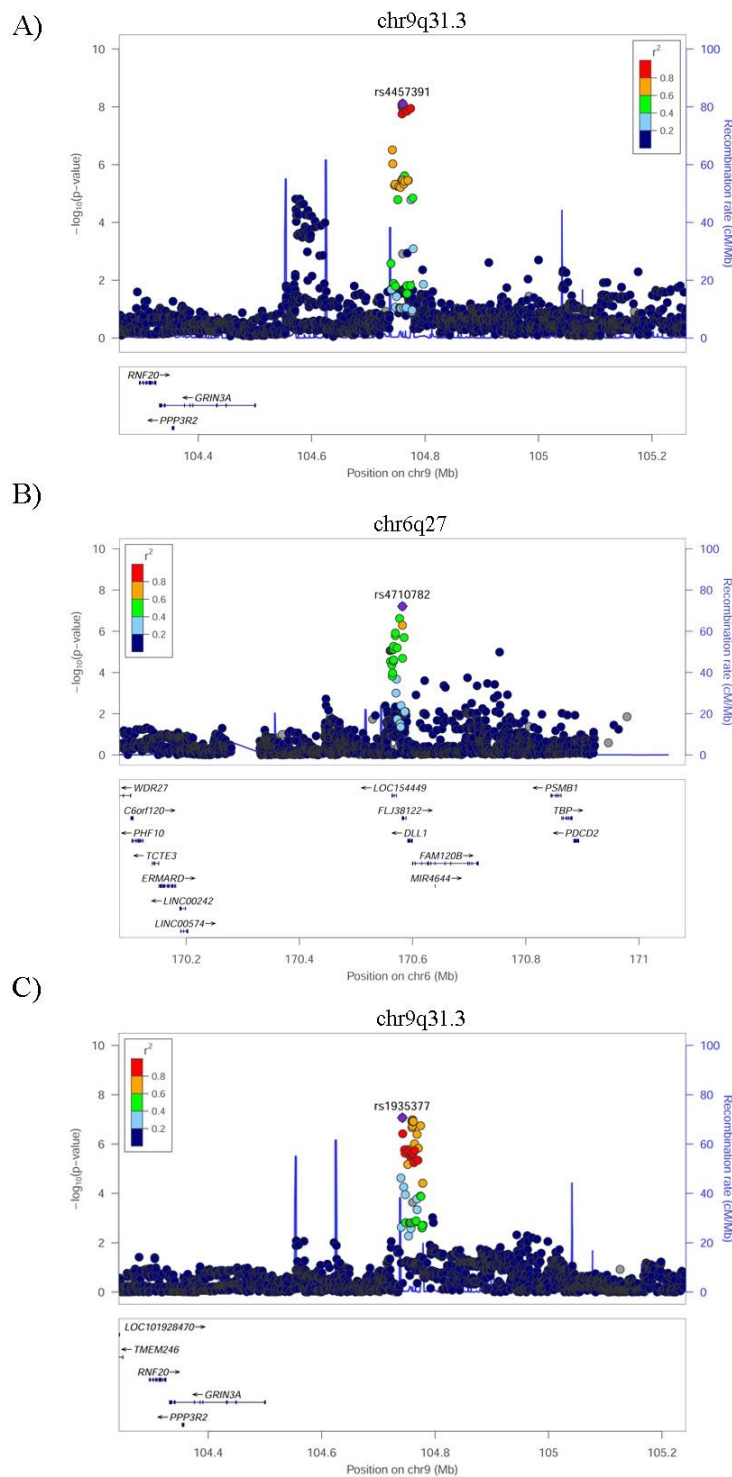 A)
chr9q31.3
10
8
6
4
2
0
−log10(p−value)
100
80
60
40
20
0
Recombination rate (cM/Mb)
r2
0.8
0.6
0.4
0.2
rs4457391
RNF20→
←GRIN3A
←PPP3R2
104.4 104.6 104.8 105 105.2
Position on chr9 (Mb)
B)
chr6q27
10
8
6
4
2
0
−log10(p−value)
100
80
60
40
20
0
Recombination rate (cM/Mb)
r2
0.8
0.6
0.4
0.2
rs4710782
←WDR27 ←LOC154449 ←PSMB1
C6orf120→ FLJ38122→ TBP→
←PHF10 ←DLL1 ←PDCD2
←TCTE3 FAM120B→
ERMARD→ MIR4644→
←LINC00242
LINC00574→
170.2 170.4 170.6 170.8 171
Position on chr6 (Mb)
C)
chr9q31.3
10
8
6
4
2
0
−log10(p−value)
100
80
60
40
20
0
Recombination rate (cM/Mb)
r2
0.8
0.6
0.4
0.2
rs1935377
LOC101928470→
←TMEM246
RNF20→
←GRIN3A
←PPP3R2
104.4 104.6 104.8 105 105.2
Position on chr9 (Mb)